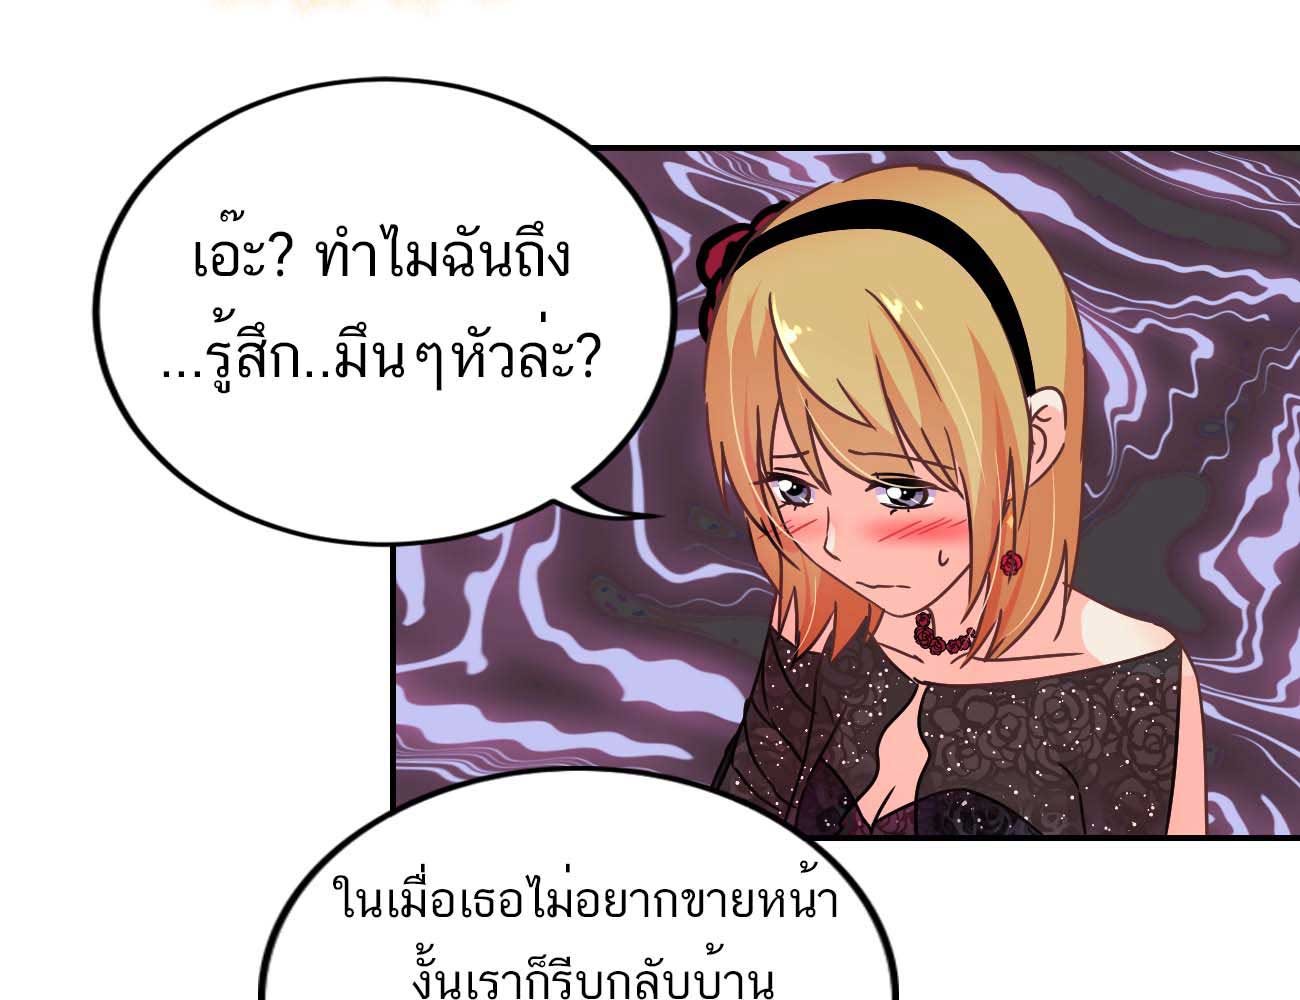 เอ๊ะ? ทำไมฉันถึง
...รู้สึก..มึนๆหัวล่ะ?
ในเมื่อเธอไม่อยากขายหน้า
งั้นเราก็รีบกลับบ้าน